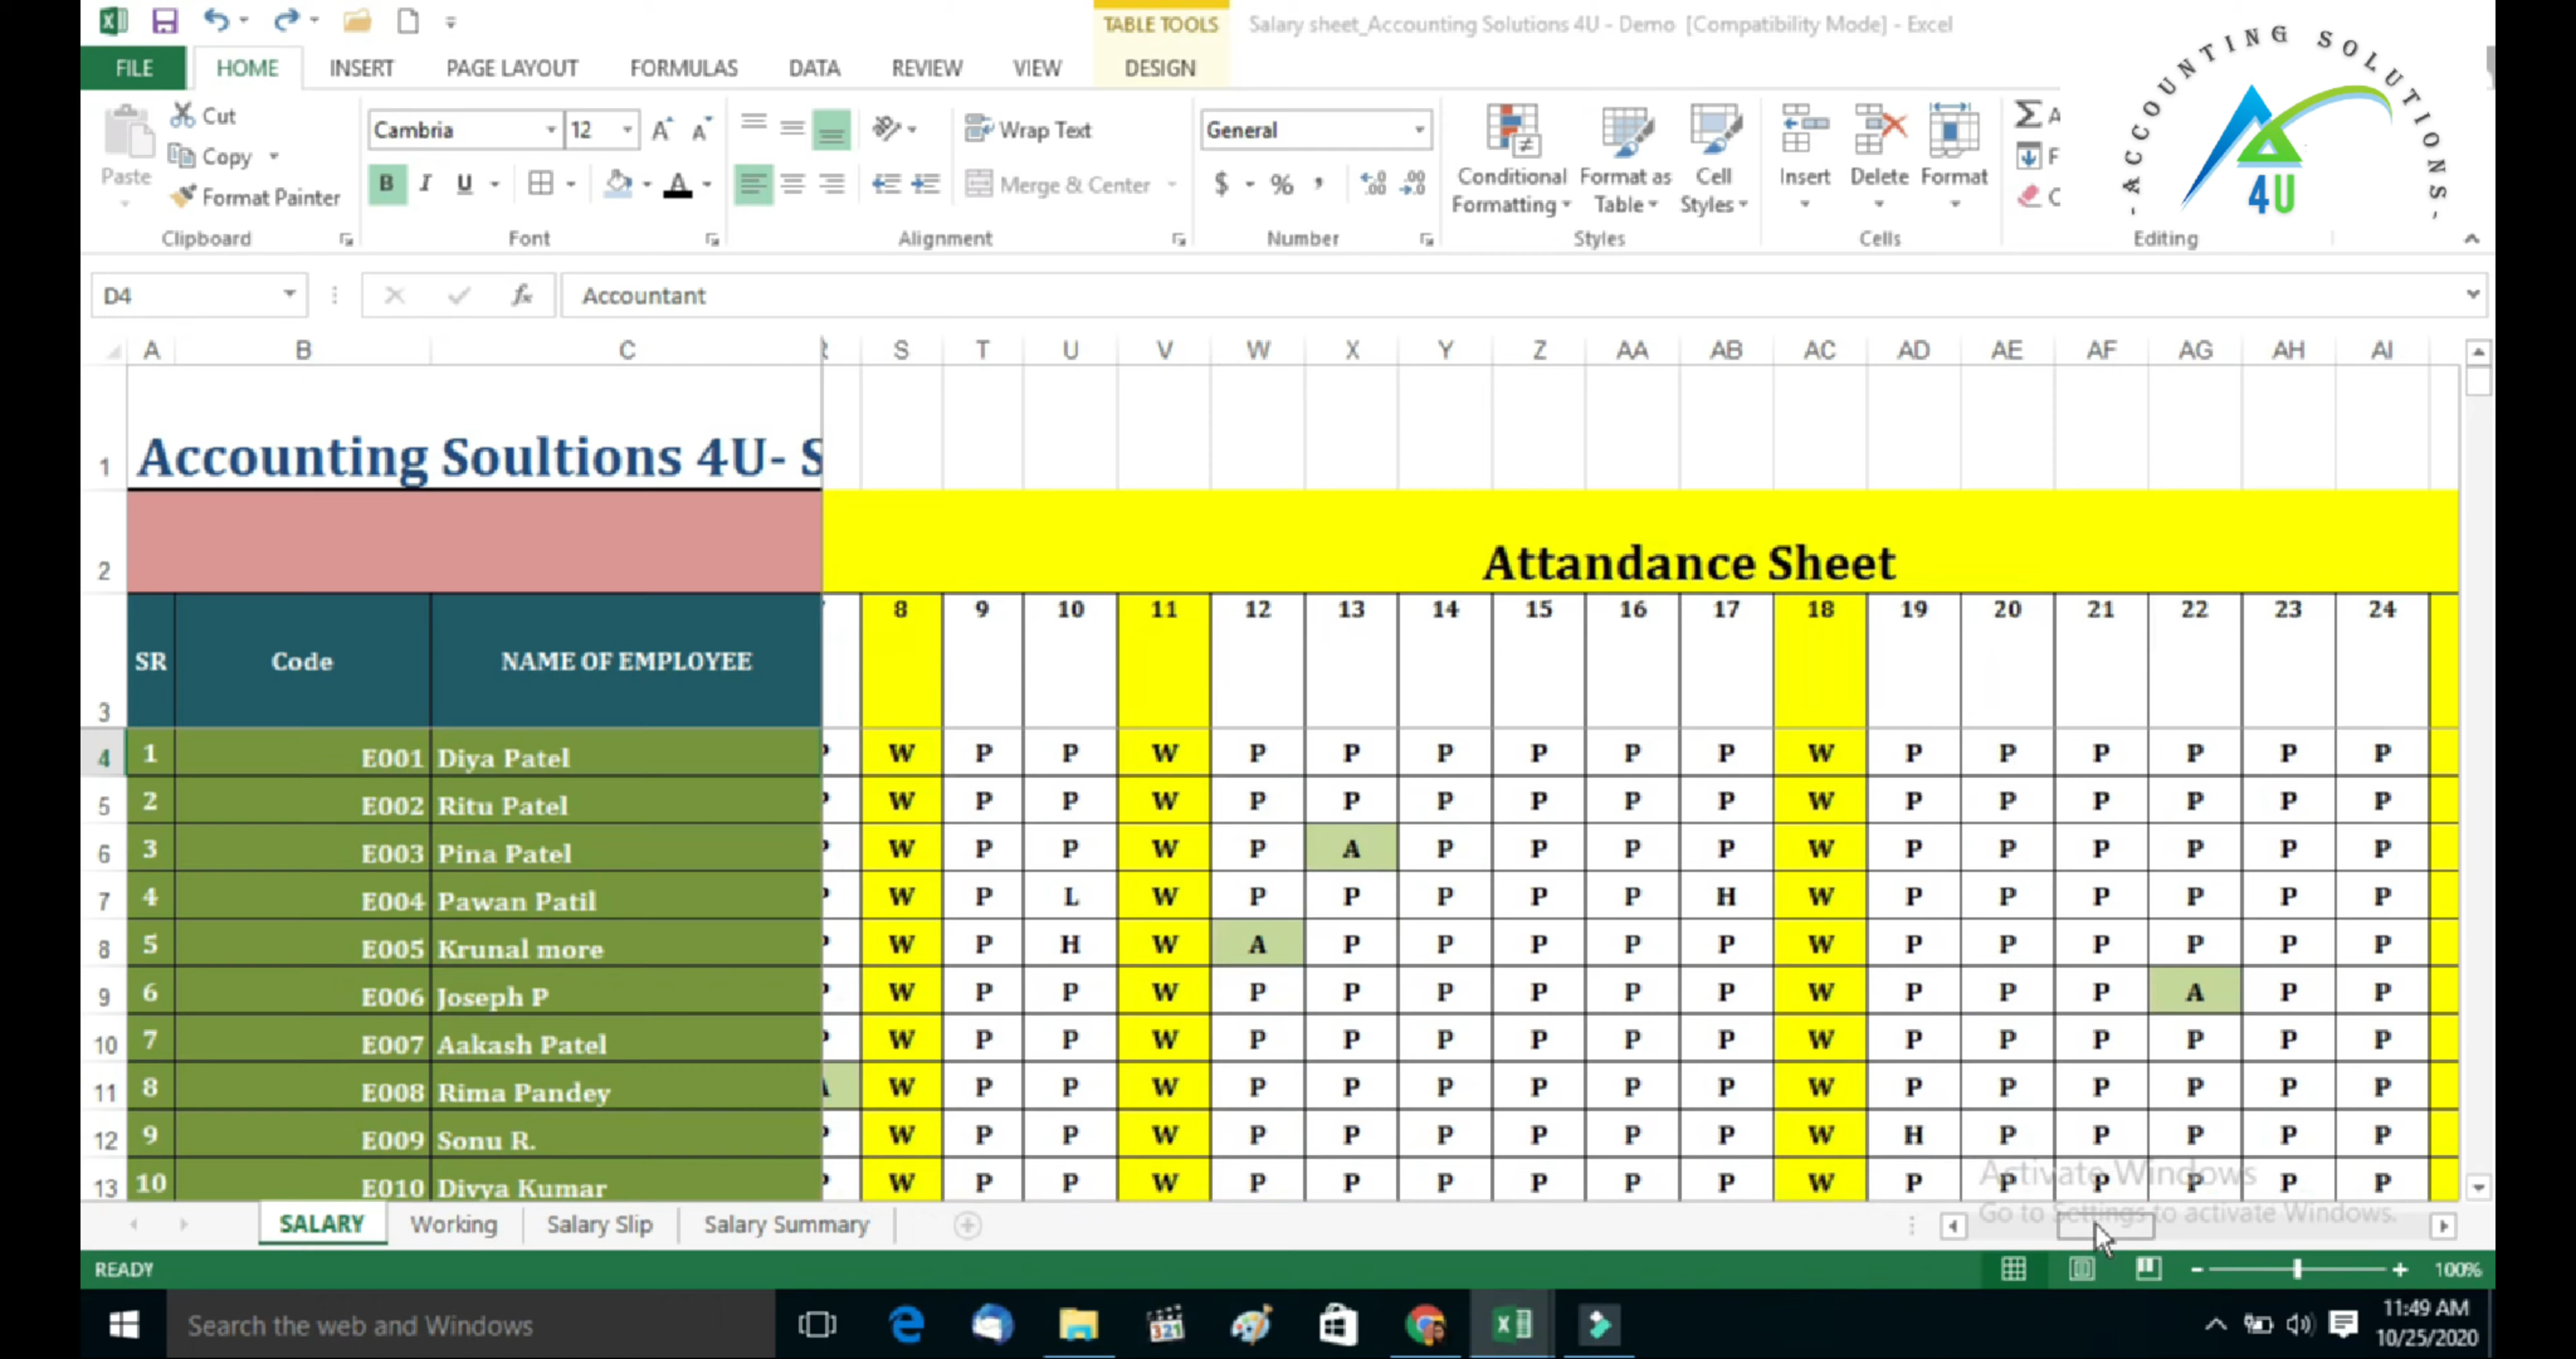 TABLE TOOLS Salary sheet_Accounting Solutions 4U - Demo [Compatibility Mode] - Excel
- ACCOUNTING SOLUTIONS -
4U
FILE HOME INSERT PAGE LAYOUT FORMULAS DATA REVIEW VIEW DESIGN
Cut
Copy
Format Painter
Paste
Clipboard
Cambria 12
B I U
Font
Wrap Text
Merge & Center
Alignment
General
$ %
Number
Conditional Formatting
Format as Table
Cell Styles
Styles
Insert Delete Format
Cells
Editing
D4 Accountant
A B C S T U V W X Y Z AA AB AC AD AE AF AG AH AI
1 Accounting Soultions 4U- S
2 Attandance Sheet
3 SR Code NAME OF EMPLOYEE 8 9 10 11 12 13 14 15 16 17 18 19 20 21 22 23 24
4 1 E001 Diya Patel W P P W P P P P P P W P P P P P P
5 2 E002 Ritu Patel W P P W P P P P P P W P P P P P P
6 3 E003 Pina Patel W P P W P A P P P P W P P P P P P
7 4 E004 Pawan Patil W P L W P P P P P H W P P P P P P
8 5 E005 Krunal more W P H W A P P P P P W P P P P P P
9 6 E006 Joseph P W P P W P P P P P P W P P P A P P
10 7 E007 Aakash Patel W P P W P P P P P P W P P P P P P
11 8 E008 Rima Pandey W P P W P P P P P P W P P P P P P
12 9 E009 Sonu R. W P P W P P P P P P W H P P P P P
13 10 E010 Divya Kumar W P P W P P P P P P W P P P P P P
Activate Windows
Go to Settings to activate Windows.
SALARY Working Salary Slip Salary Summary
READY 100%
Search the web and Windows
11:49 AM
10/25/2020